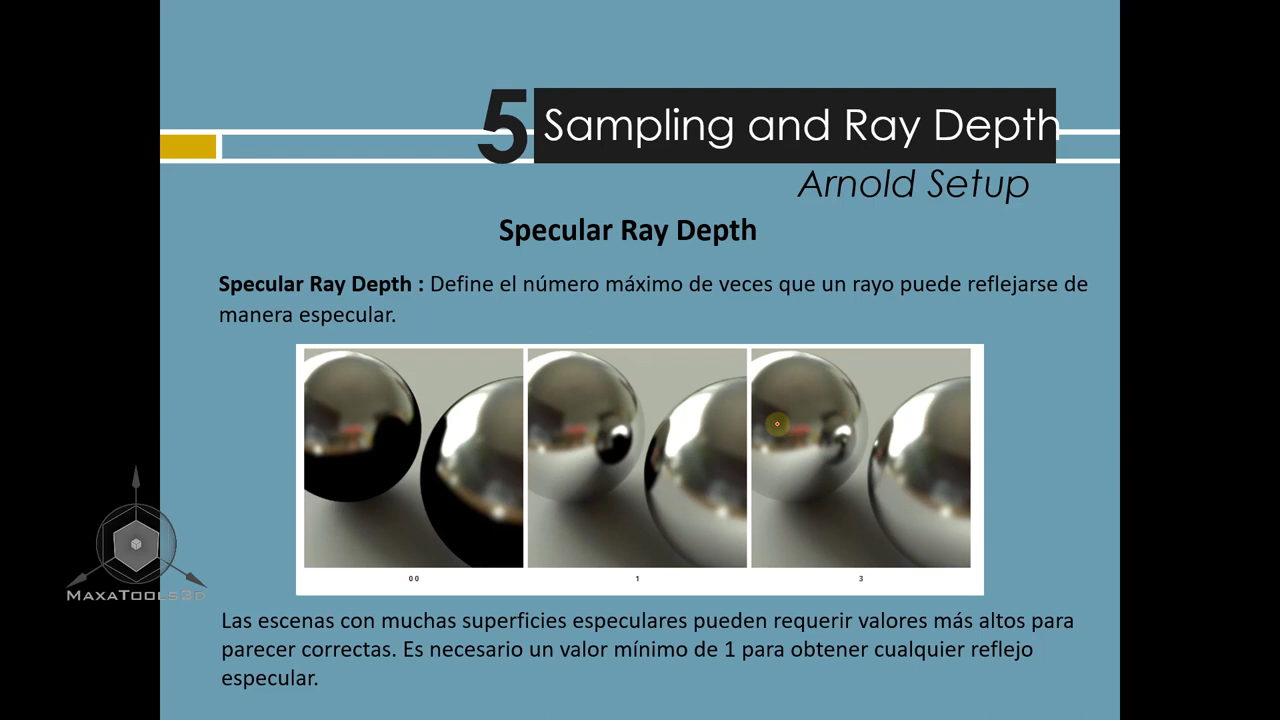 5 Sampling and Ray Depth
Arnold Setup
Specular Ray Depth
Specular Ray Depth : Define el número máximo de veces que un rayo puede reflejarse de
manera especular.
00 1 3
MAXATOOLS3D
Las escenas con muchas superficies especulares pueden requerir valores más altos para
parecer correctas. Es necesario un valor mínimo de 1 para obtener cualquier reflejo
especular.